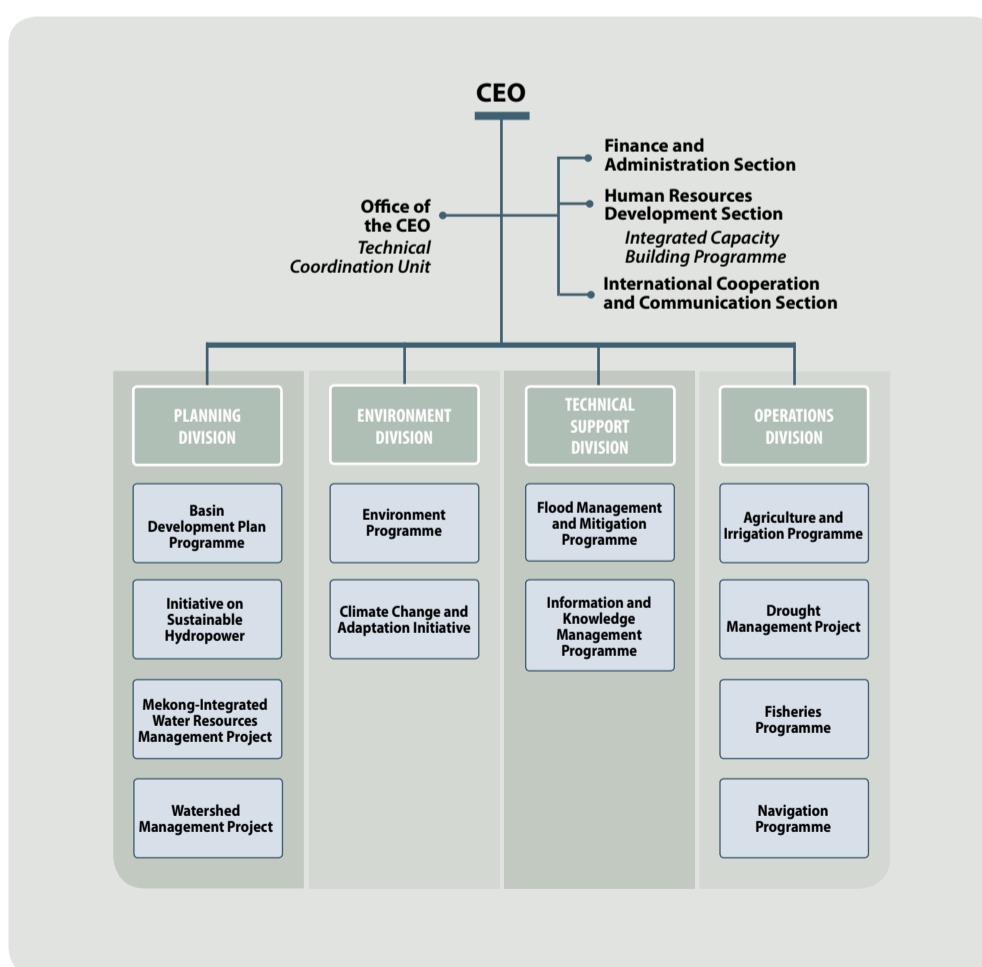 CEO
Finance and
Administration Section
Human Resources
Development Section
Integrated Capacity
Building Programme
International Cooperation
and Communication Section
Office of
the CEO
Technical
Coordination Unit
PLANNING
DIVISION
Basin
Development Plan
Programme
Initiative on
Sustainable
Hydropower
Mekong-Integrated
Water Resources
Management Project
Watershed
Management Project
ENVIRONMENT
DIVISION
Environment
Programme
Climate Change and
Adaptation Initiative
TECHNICAL
SUPPORT
DIVISION
Flood Management
and Mitigation
Programme
Information and
Knowledge
Management
Programme
OPERATIONS
DIVISION
Agriculture and
Irrigation Programme
Drought
Management Project
Fisheries
Programme
Navigation
Programme